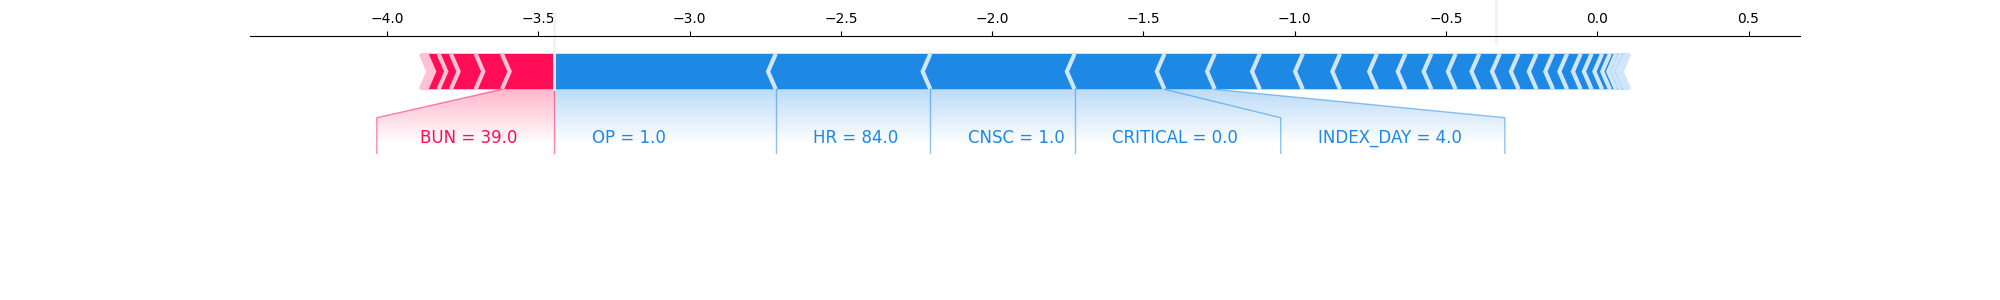 −4.0 −3.5 −3.0 −2.5 −2.0 −1.5 −1.0 −0.5 0.0 0.5
BUN = 39.0 OP = 1.0 HR = 84.0 CNSC = 1.0 CRITICAL = 0.0 INDEX_DAY = 4.0